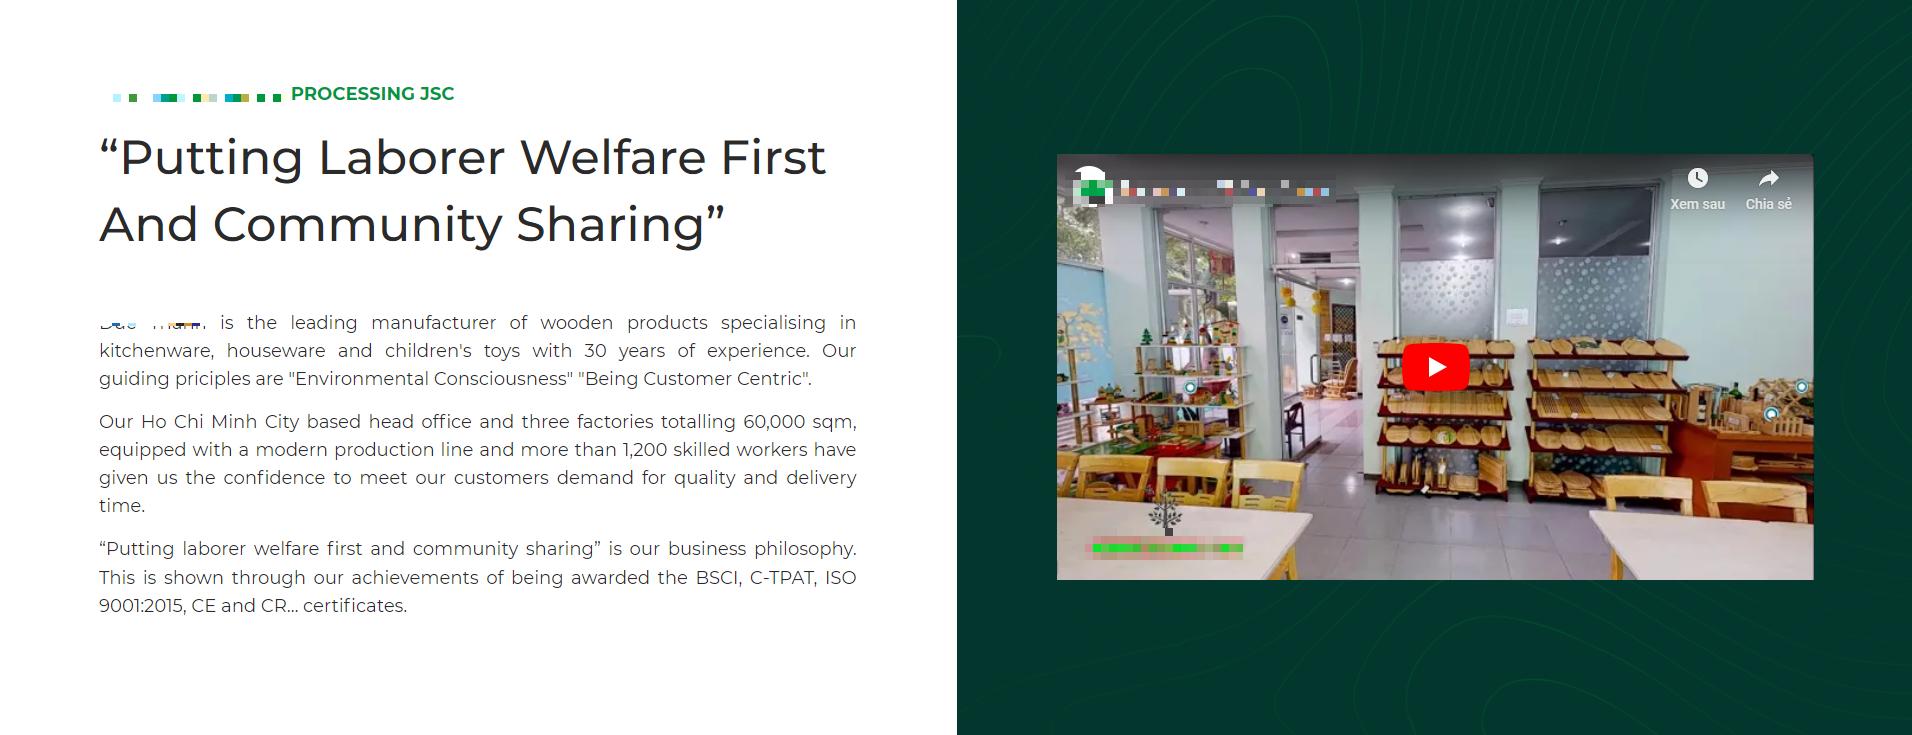 PROCESSING JSC
“Putting Laborer Welfare First
And Community Sharing”
is the leading manufacturer of wooden products specialising in
kitchenware, houseware and children's toys with 30 years of experience. Our
guiding priciples are "Environmental Consciousness" "Being Customer Centric".
Our Ho Chi Minh City based head office and three factories totalling 60,000 sqm,
equipped with a modern production line and more than 1,200 skilled workers have
given us the confidence to meet our customers demand for quality and delivery
time.
“Putting laborer welfare first and community sharing” is our business philosophy.
This is shown through our achievements of being awarded the BSCI, C-TPAT, ISO
9001:2015, CE and CR... certificates.
Xem sau
Chia sẻ